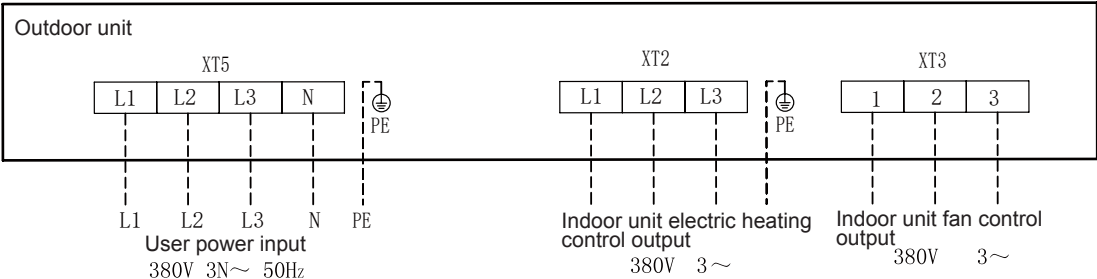 Outdoor unit
XT5
L1 L2 L3 N
PE
XT2
L1 L2 L3
PE
XT3
1 2 3
L1 L2 L3 N PE
User power input
380V 3N～ 50Hz
Indoor unit electric heating
control output
380V 3～
Indoor unit fan control
output
380V 3～